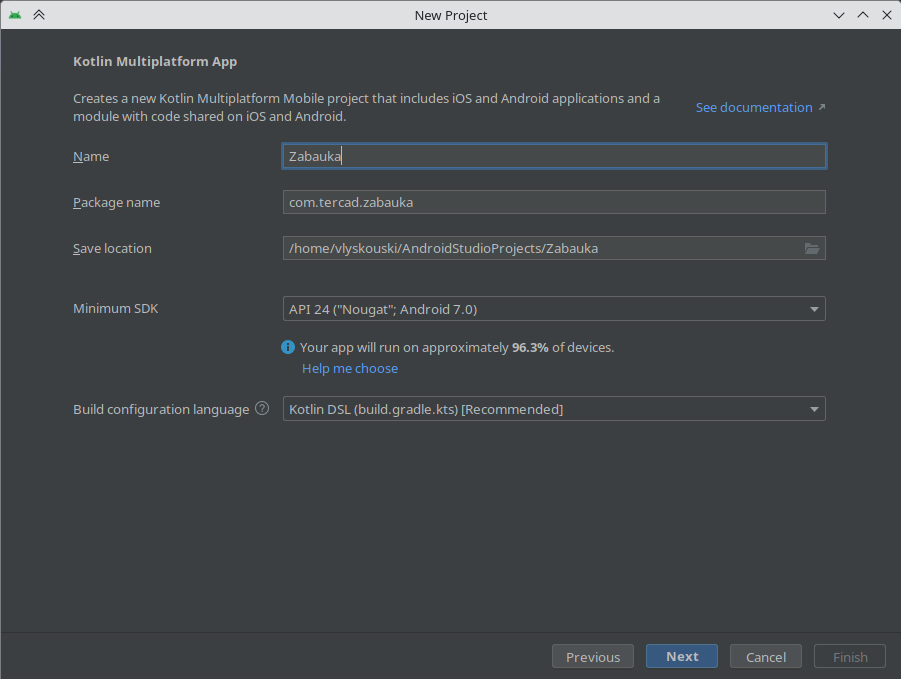 New Project
Kotlin Multiplatform App
Creates a new Kotlin Multiplatform Mobile project that includes iOS and Android applications and a
module with code shared on iOS and Android.
See documentation
Name
Zabauka
Package name
com.tercad.zabauka
Save location
/home/vlyskouski/AndroidStudioProjects/Zabauka
Minimum SDK
API 24 ("Nougat"; Android 7.0)
Your app will run on approximately 96.3% of devices.
Help me choose
Build configuration language ?
Kotlin DSL (build.gradle.kts) [Recommended]
Previous
Next
Cancel
Finish